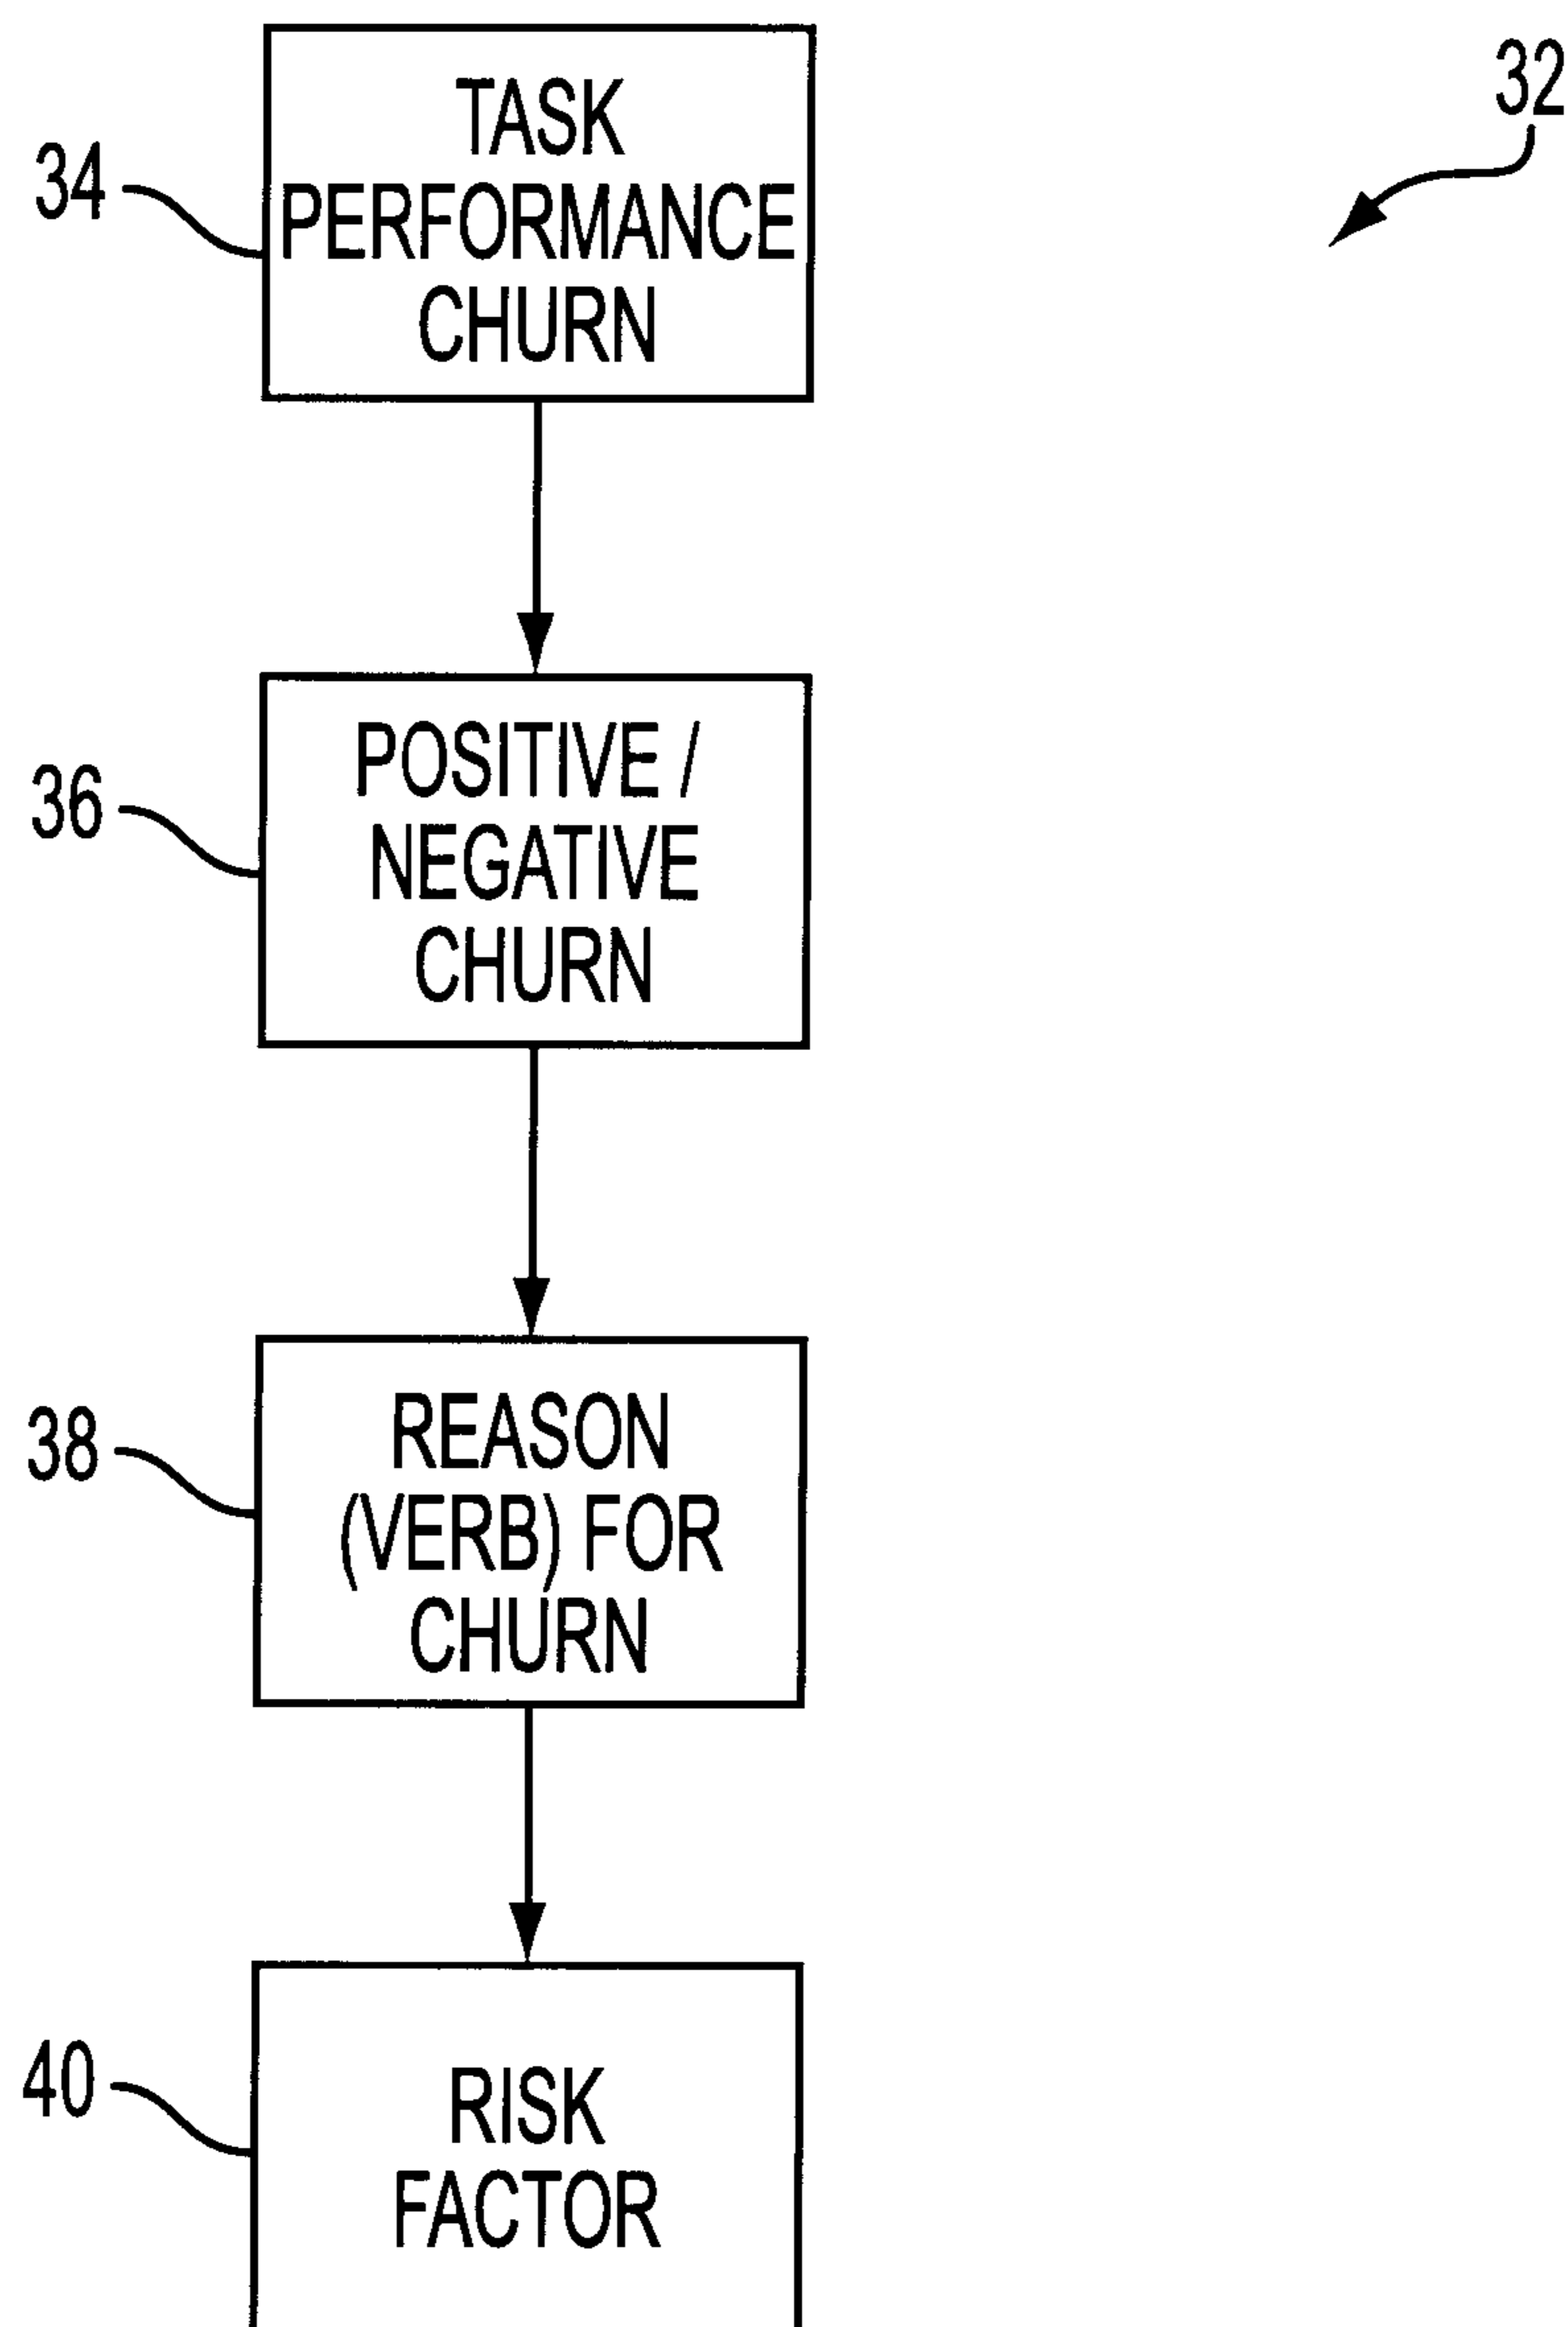 32
34
TASK
PERFORMANCE
CHURN
36
POSITIVE /
NEGATIVE
CHURN
38
REASON
(VERB) FOR
CHURN
40
RISK
FACTOR